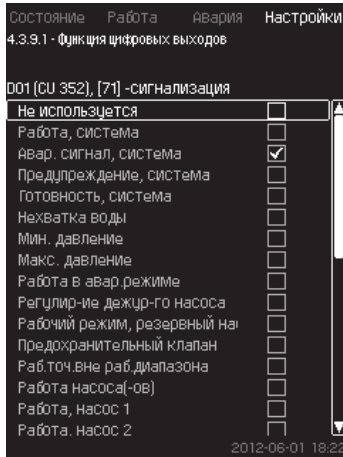 Состояние Работа Авария Настройки
4.3.9.1 - Функция цифровых выходов
DO1 (CU 352), [71] -сигнализация
Не используется
Работа, система
Авар. сигнал, система
Предупреждение, система
Готовность, система
Нехватка воды
Мин. давление
Макс. давление
Работа в авар.режиме
Регулир-ие дежур-го насоса
Рабочий режим, резервный на
Предохранительный клапан
Раб.точ.вне раб.диапазона
Работа насоса(-ов)
Работа, насос 1
Работа. насос 2
2012-06-01 18:22